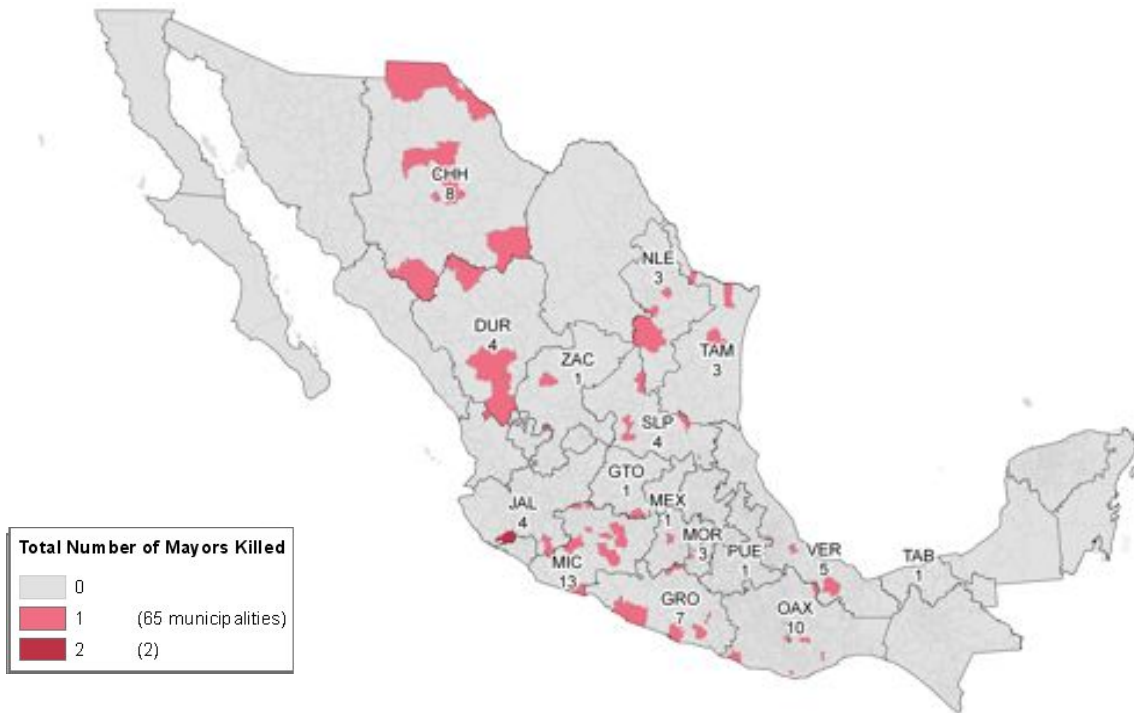 CHH
8
NLE
3
DUR
4
ZAC
1
TAM
3
SLP
4
GTO
1
JAL
4
MEX
1
MOR
3
PUE
1
VER
5
TAB
1
MIC
13
GRO
7
OAX
10
Total Number of Mayors Killed
0
1 (65 municipalities)
2 (2)